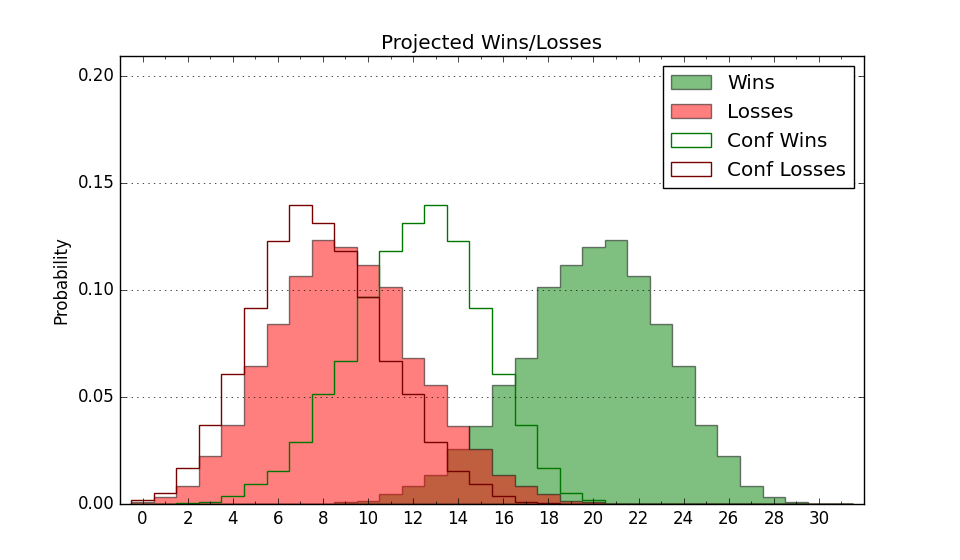 Projected Wins/Losses
0.20
0.15
0.10
0.05
0.00
Probability
Wins
Losses
Conf Wins
Conf Losses
0 2 4 6 8 10 12 14 16 18 20 22 24 26 28 30